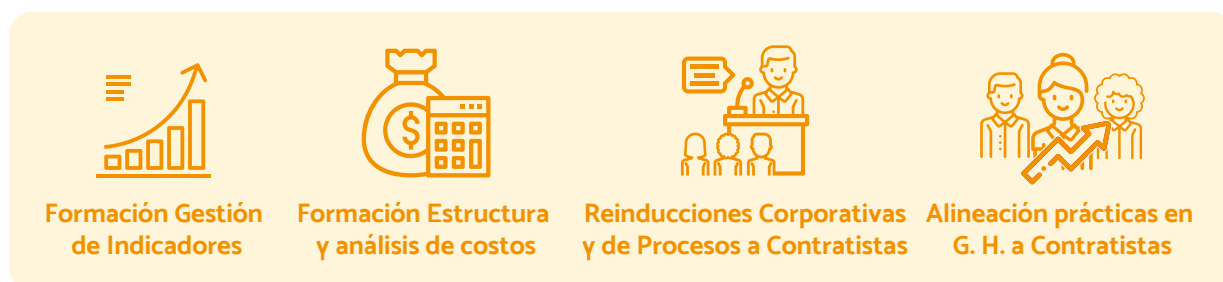 Formación Gestión
de Indicadores
Formación Estructura
y análisis de costos
Reinducciones Corporativas
y de Procesos a Contratistas
Alineación prácticas en
G. H. a Contratistas
$